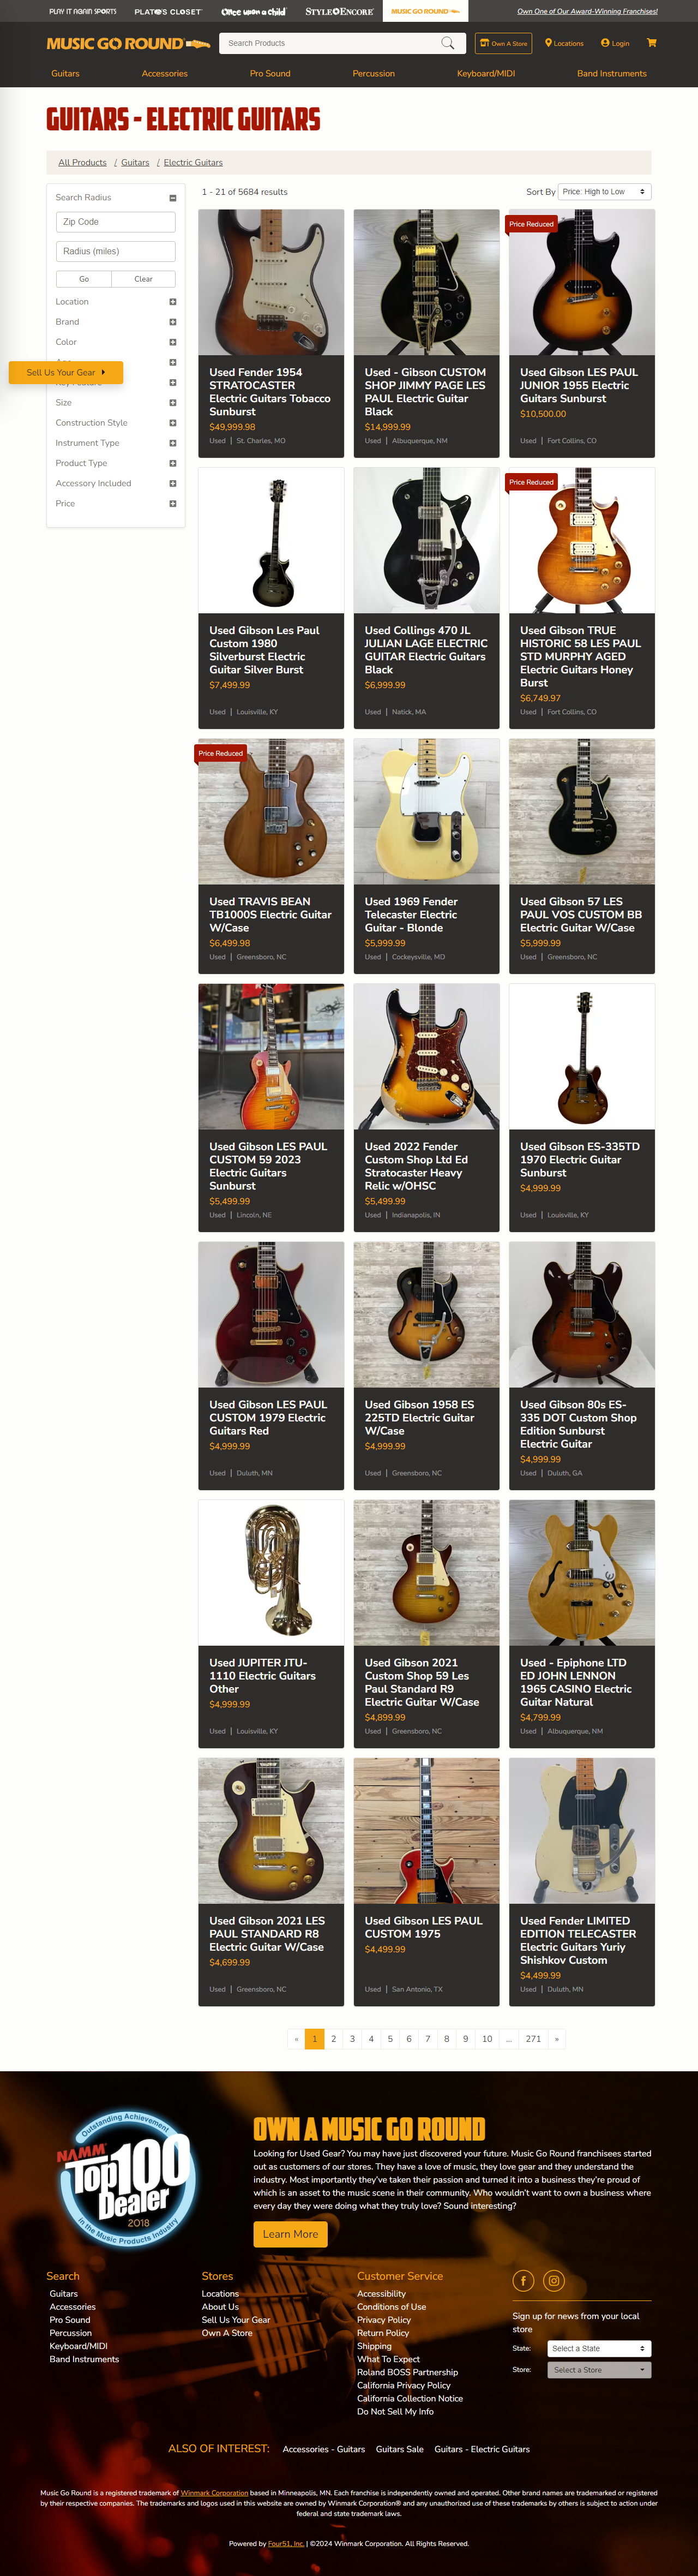 PLAY IT AGAIN SPORTS
PLATO'S CLOSET
Once upon a child
STYLE ENCORE
MUSIC GO ROUND
Own One of Our Award-Winning Franchises!
MUSIC GO ROUND
Search Products
Own A Store
Locations
Login
Guitars
Accessories
Pro Sound
Percussion
Keyboard/MIDI
Band Instruments
GUITARS - ELECTRIC GUITARS
All Products / Guitars / Electric Guitars
Search Radius
Zip Code
Radius (miles)
Go
Clear
Location
Brand
Color
Sell Us Your Gear
Size
Construction Style
Instrument Type
Product Type
Accessory Included
Price
1 - 21 of 5684 results
Sort By
Price: High to Low
Used Fender 1954
STRATOCASTER
Electric Guitars Tobacco
Sunburst
$49,999.98
Used | St. Charles, MO
Used - Gibson CUSTOM
SHOP JIMMY PAGE LES
PAUL Electric Guitar
Black
$14,999.99
Used | Albuquerque, NM
Price Reduced
Used Gibson LES PAUL
JUNIOR 1955 Electric
Guitars Sunburst
$10,500.00
Used | Fort Collins, CO
Used Gibson Les Paul
Custom 1980
Silverburst Electric
Guitar Silver Burst
$7,499.99
Used | Louisville, KY
Used Collings 470 JL
JULIAN LAGE ELECTRIC
GUITAR Electric Guitars
Black
$6,999.99
Used | Natick, MA
Price Reduced
Used Gibson TRUE
HISTORIC 58 LES PAUL
STD MURPHY AGED
Electric Guitars Honey
Burst
$6,749.97
Used | Fort Collins, CO
Price Reduced
Used TRAVIS BEAN
TB1000S Electric Guitar
W/Case
$6,499.98
Used | Greensboro, NC
Used 1969 Fender
Telecaster Electric
Guitar - Blonde
$5,999.99
Used | Cockeysville, MD
Used Gibson 57 LES
PAUL VOS CUSTOM BB
Electric Guitar W/Case
$5,999.99
Used | Greensboro, NC
Used Gibson LES PAUL
CUSTOM 59 2023
Electric Guitars
Sunburst
$5,499.99
Used | Lincoln, NE
Used 2022 Fender
Custom Shop Ltd Ed
Stratocaster Heavy
Relic w/OHSC
$5,499.99
Used | Indianapolis, IN
Used Gibson ES-335TD
1970 Electric Guitar
Sunburst
$4,999.99
Used | Louisville, KY
Used Gibson LES PAUL
CUSTOM 1979 Electric
Guitars Red
$4,999.99
Used | Duluth, MN
Used Gibson 1958 ES
225TD Electric Guitar
W/Case
$4,999.99
Used | Greensboro, NC
Used Gibson 80s ES-
335 DOT Custom Shop
Edition Sunburst
Electric Guitar
$4,999.99
Used | Duluth, GA
Used JUPITER JTU-
1110 Electric Guitars
Other
$4,999.99
Used | Louisville, KY
Used Gibson 2021
Custom Shop 59 Les
Paul Standard R9
Electric Guitar W/Case
$4,899.99
Used | Greensboro, NC
Used - Epiphone LTD
ED JOHN LENNON
1965 CASINO Electric
Guitar Natural
$4,799.99
Used | Albuquerque, NM
Used Gibson 2021 LES
PAUL STANDARD R8
Electric Guitar W/Case
$4,699.99
Used | Greensboro, NC
Used Gibson LES PAUL
CUSTOM 1975
$4,499.99
Used | San Antonio, TX
Used Fender LIMITED
EDITION TELECASTER
Electric Guitars Yuriy
Shishkov Custom
$4,499.99
Used | Duluth, MN
« 1 2 3 4 5 6 7 8 9 10 ... 271 »
Outstanding Achievement
NAMM
Top100
Dealer
2018
in the Music Products Industry
OWN A MUSIC GO ROUND
Looking for Used Gear? You may have just discovered your future. Music Go Round franchisees started
out as customers of our stores. They have a love of music, they love gear and they understand the
industry. Most importantly they've taken their passion and turned it into a business they're proud of
which is an asset to the music scene in their community. Who wouldn't want to own a business where
every day they were doing what they truly love? Sound interesting?
Learn More
Search
Guitars
Accessories
Pro Sound
Percussion
Keyboard/MIDI
Band Instruments
Stores
Locations
About Us
Sell Us Your Gear
Own A Store
Customer Service
Accessibility
Conditions of Use
Privacy Policy
Return Policy
Shipping
What To Expect
Roland BOSS Partnership
California Privacy Policy
California Collection Notice
Do Not Sell My Info
Sign up for news from your local
store
State:
Select a State
Store:
Select a Store
ALSO OF INTEREST:
Accessories - Guitars
Guitars Sale
Guitars - Electric Guitars
Music Go Round is a registered trademark of Winmark Corporation based in Minneapolis, MN. Each franchise is independently owned and operated. Other brand names are trademarked or registered
by their respective companies. The trademarks and logos used in this website are owned by Winmark Corporation® and any unauthorized use of these trademarks by others is subject to action under
federal and state trademark laws.
Powered by Four51, Inc. | ©2024 Winmark Corporation. All Rights Reserved.